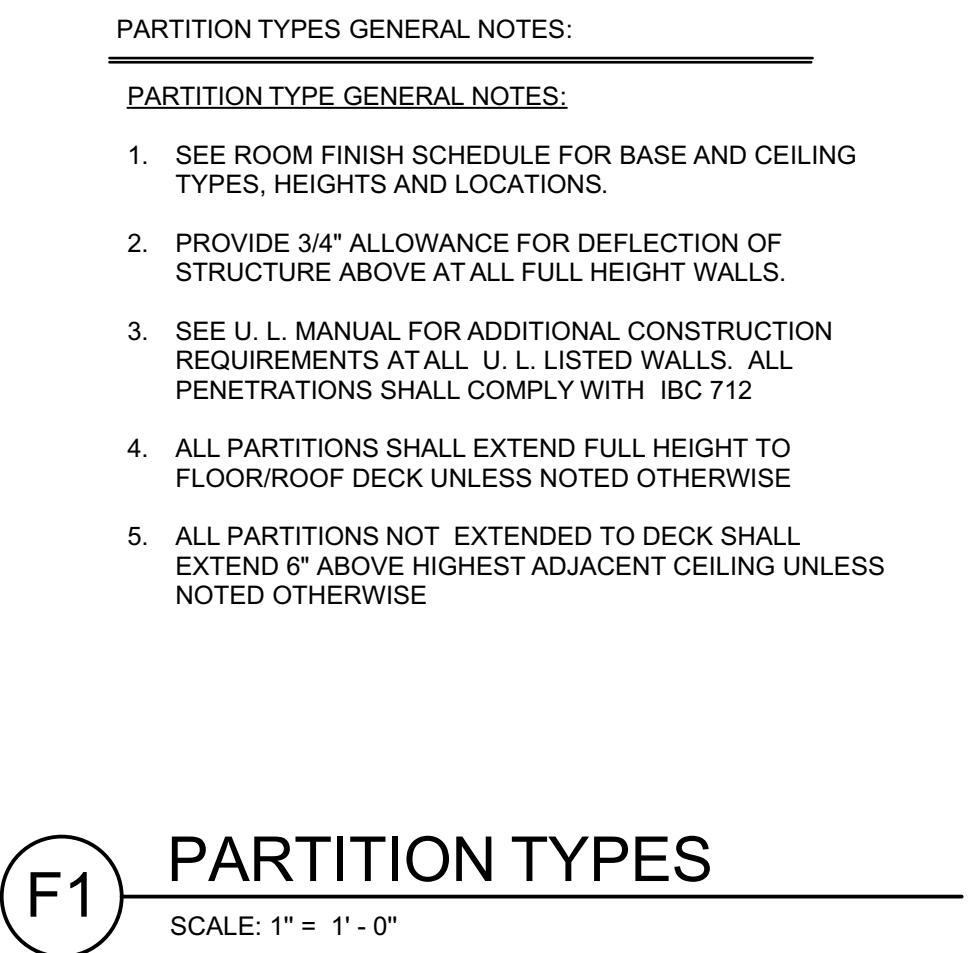 PARTITION TYPES GENERAL NOTES:
PARTITION TYPE GENERAL NOTES:
1. SEE ROOM FINISH SCHEDULE FOR BASE AND CEILING
TYPES, HEIGHTS AND LOCATIONS.
2. PROVIDE 3/4" ALLOWANCE FOR DEFLECTION OF
STRUCTURE ABOVE AT ALL FULL HEIGHT WALLS.
3. SEE U. L. MANUAL FOR ADDITIONAL CONSTRUCTION
REQUIREMENTS AT ALL U. L. LISTED WALLS. ALL
PENETRATIONS SHALL COMPLY WITH IBC 712
4. ALL PARTITIONS SHALL EXTEND FULL HEIGHT TO
FLOOR/ROOF DECK UNLESS NOTED OTHERWISE
5. ALL PARTITIONS NOT EXTENDED TO DECK SHALL
EXTEND 6" ABOVE HIGHEST ADJACENT CEILING UNLESS
NOTED OTHERWISE
F1
PARTITION TYPES
SCALE: 1" = 1' - 0"